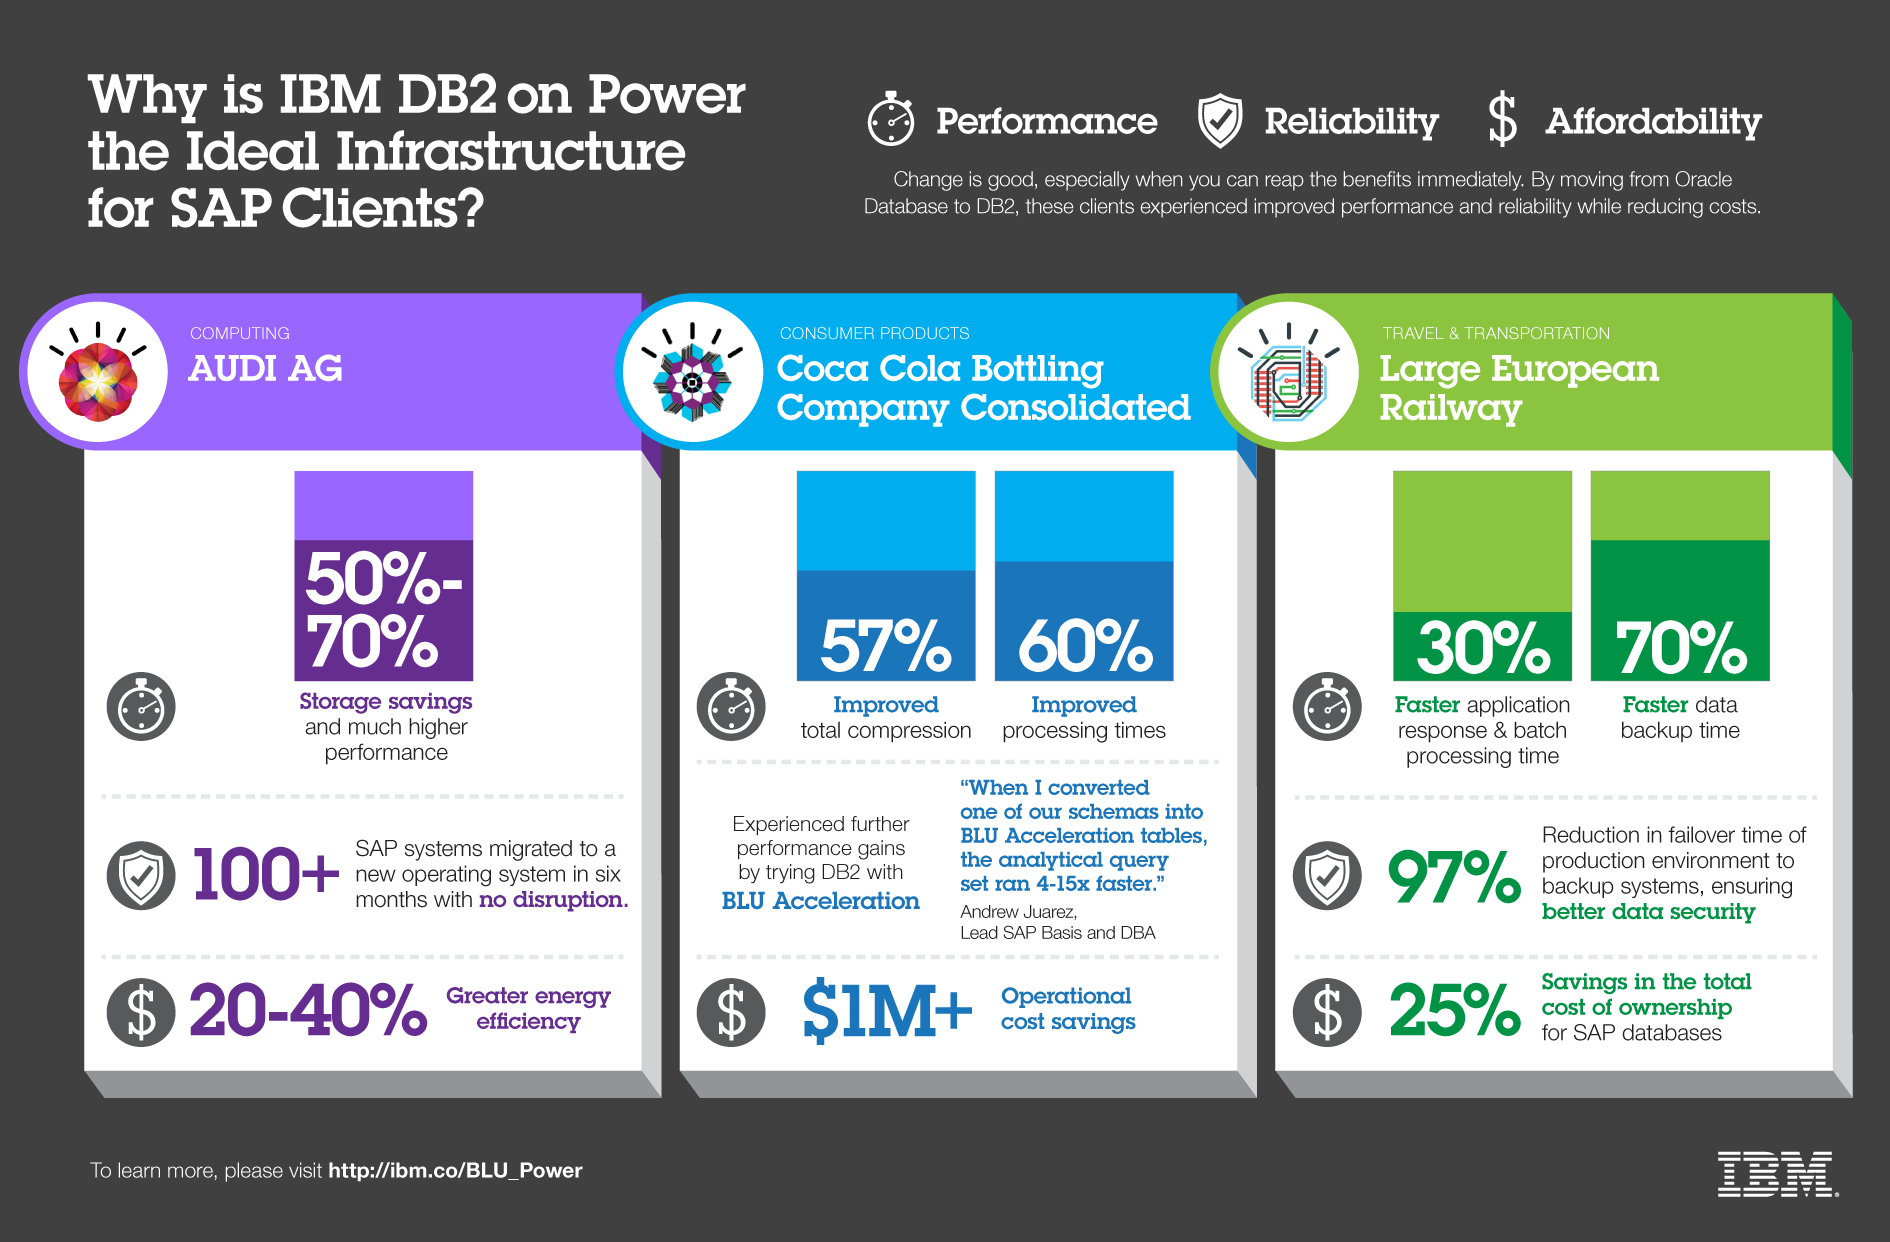 Why is IBM DB2 on Power
the Ideal Infrastructure
for SAP Clients?
Performance
Reliability
$ Affordability
Change is good, especially when you can reap the benefits immediately. By moving from Oracle
Database to DB2, these clients experienced improved performance and reliability while reducing costs.
COMPUTING
AUDI AG
50%-
70%
Storage savings
and much higher
performance
100+
SAP systems migrated to a
new operating system in six
months with no disruption.
$
20-40%
Greater energy
efficiency
CONSUMER PRODUCTS
Coca Cola Bottling
Company Consolidated
57%
Improved
total compression
60%
Improved
processing times
Experienced further
performance gains
by trying DB2 with
BLU Acceleration
“When I converted
one of our schemas into
BLU Acceleration tables,
the analytical query
set ran 4-15x faster.”
Andrew Juarez,
Lead SAP Basis and DBA
$
$1M+
Operational
cost savings
TRAVEL & TRANSPORTATION
Large European
Railway
30%
Faster application
response & batch
processing time
70%
Faster data
backup time
97%
Reduction in failover time of
production environment to
backup systems, ensuring
better data security
$
25%
Savings in the total
cost of ownership
for SAP databases
To learn more, please visit http://ibm.co/BLU_Power
IBM®